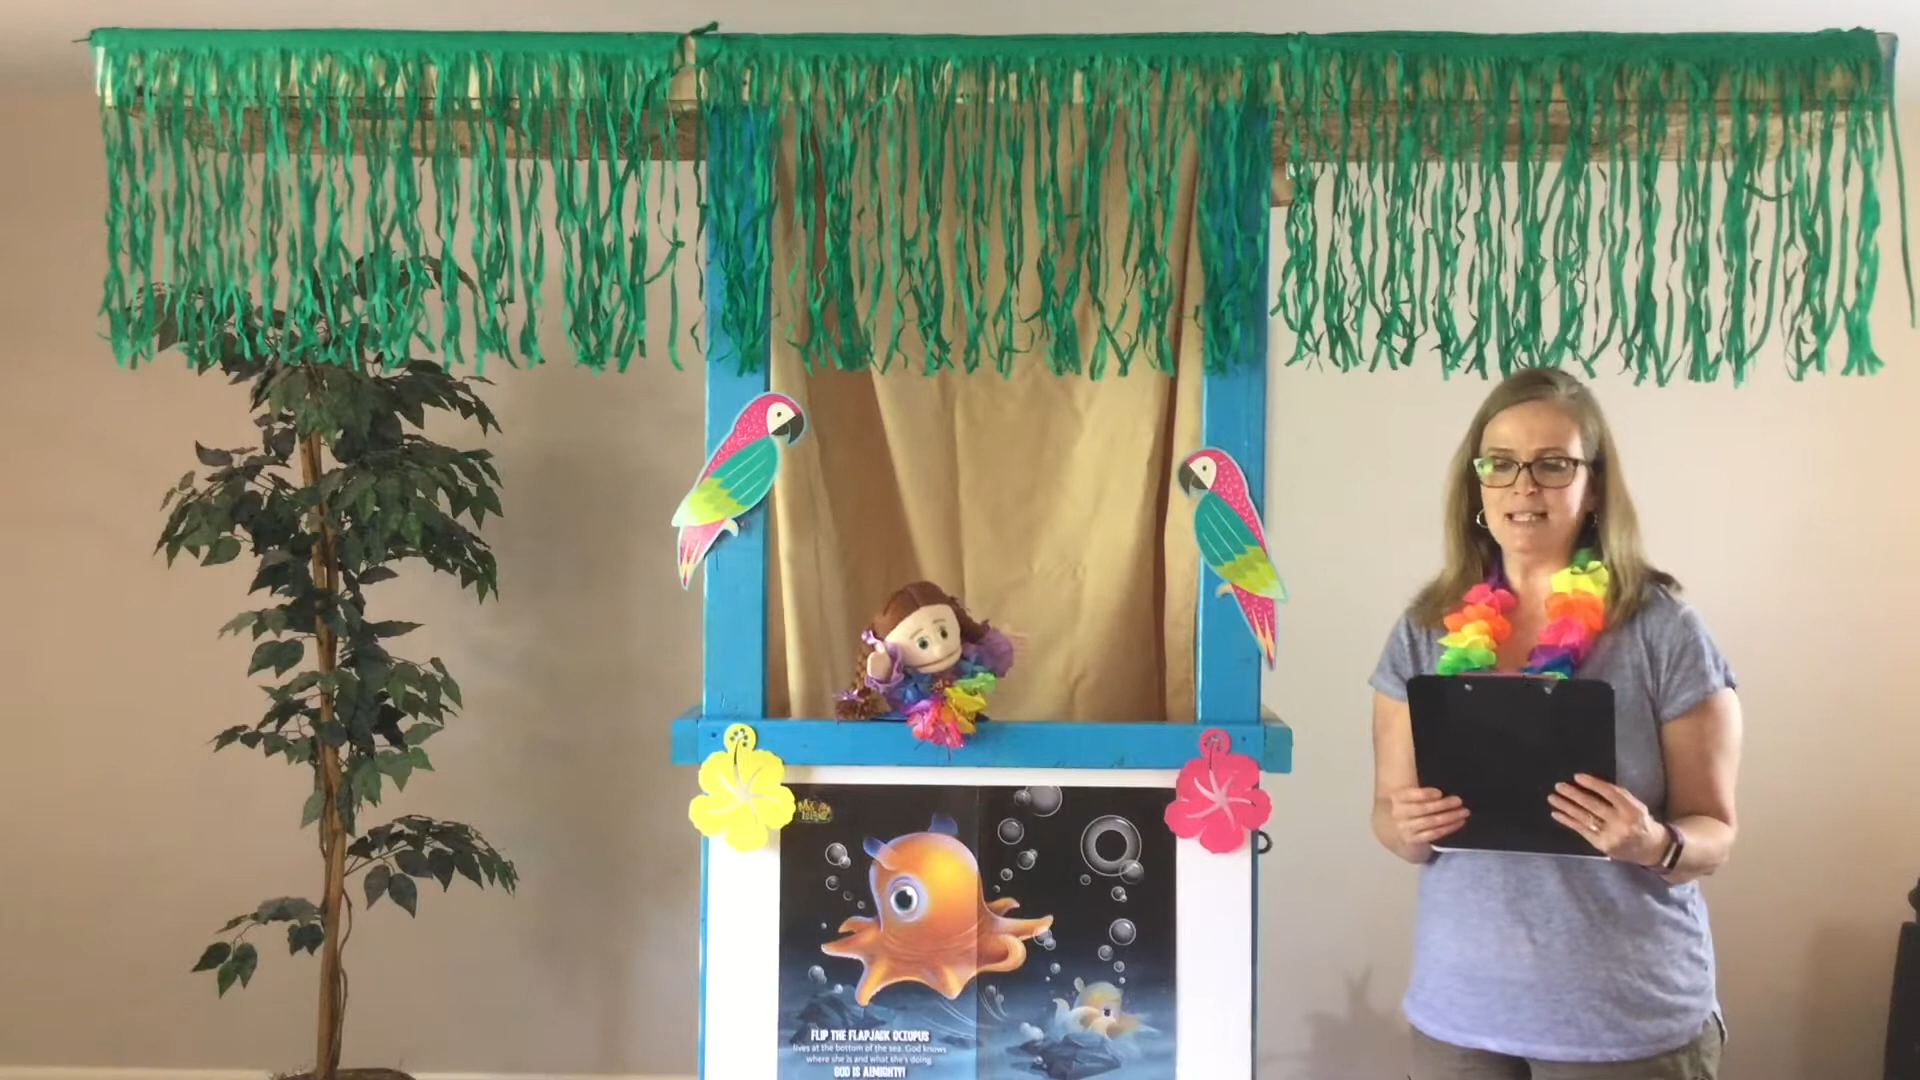 FLIP THE FLAPJACK OCTOPUS
lives at the bottom of the sea. God knows
where she is and what she's doing.
GOD IS ALMIGHTY!